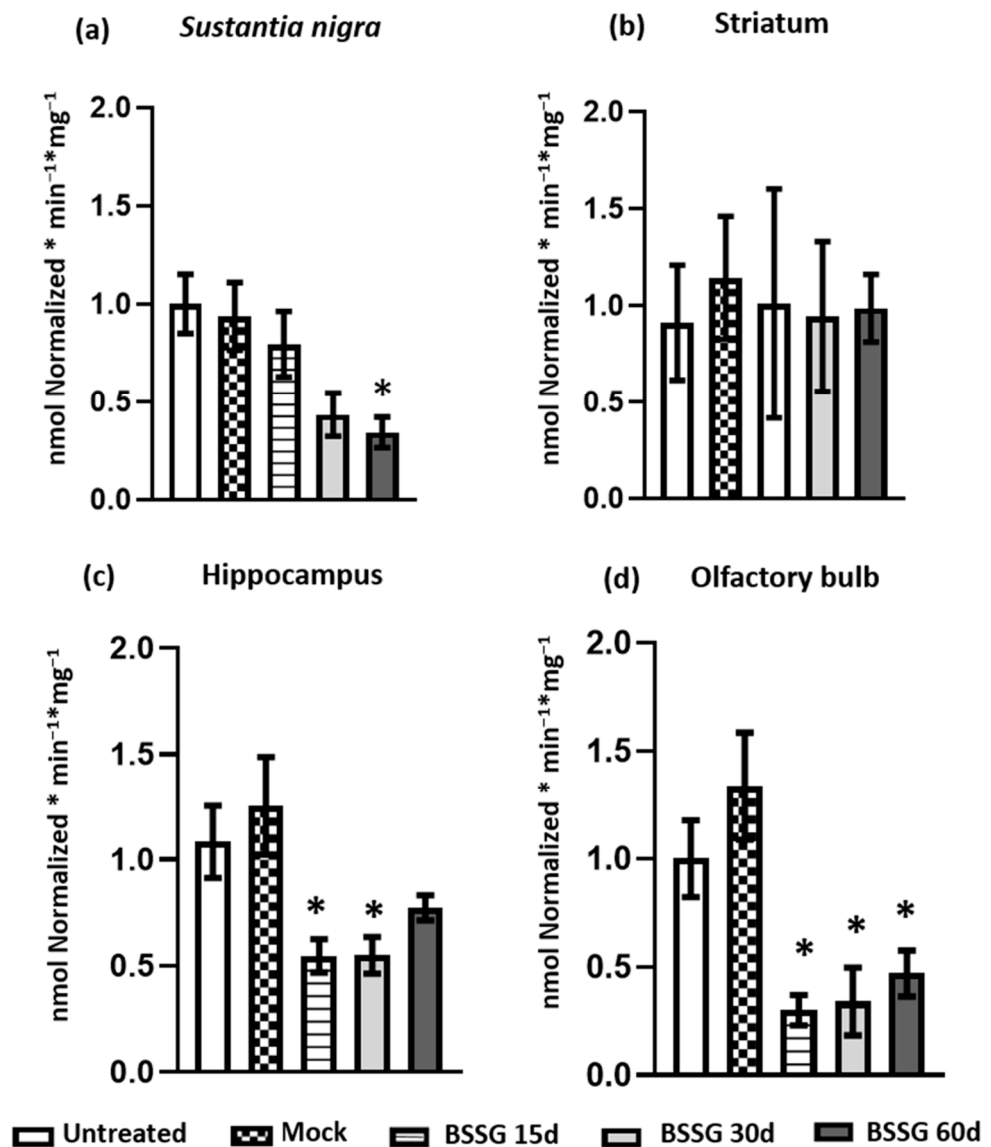 (a) Sustantia nigra
nmol Normalized * min⁻¹*mg⁻¹
2.0
1.5
1.0
0.5
0.0
*
(b) Striatum
nmol Normalized * min⁻¹*mg⁻¹
2.0
1.5
1.0
0.5
0.0
(c) Hippocampus
nmol Normalized * min⁻¹*mg⁻¹
2.0
1.5
1.0
0.5
0.0
* *
(d) Olfactory bulb
nmol Normalized * min⁻¹*mg⁻¹
2.0
1.5
1.0
0.5
0.0
* * *
Untreated Mock BSSG 15d BSSG 30d BSSG 60d